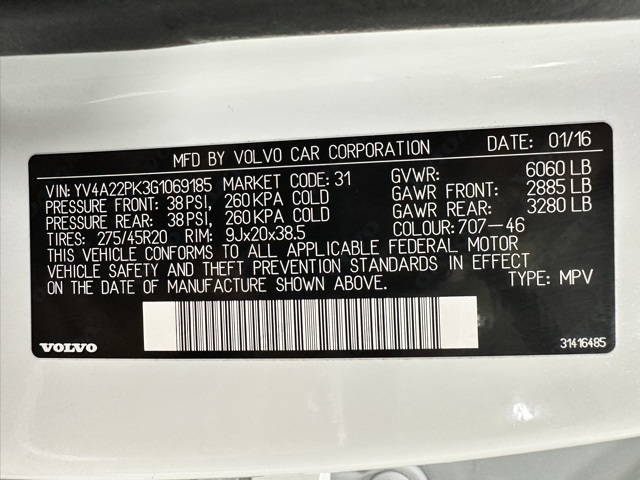 MFD BY VOLVO CAR CORPORATION DATE: 01/16
VIN: YV4A22PK3G1069185 MARKET CODE: 31 GVWR: 6060 LB
PRESSURE FRONT: 38 PSI, 260 KPA COLD GAWR FRONT: 2885 LB
PRESSURE REAR: 38 PSI, 260 KPA COLD GAWR REAR: 3280 LB
TIRES: 275/45R20 RIM: 9Jx20x38.5 COLOUR: 707-46
THIS VEHICLE CONFORMS TO ALL APPLICABLE FEDERAL MOTOR
VEHICLE SAFETY AND THEFT PREVENTION STANDARDS IN EFFECT
ON THE DATE OF MANUFACTURE SHOWN ABOVE. TYPE: MPV
VOLVO 31416485